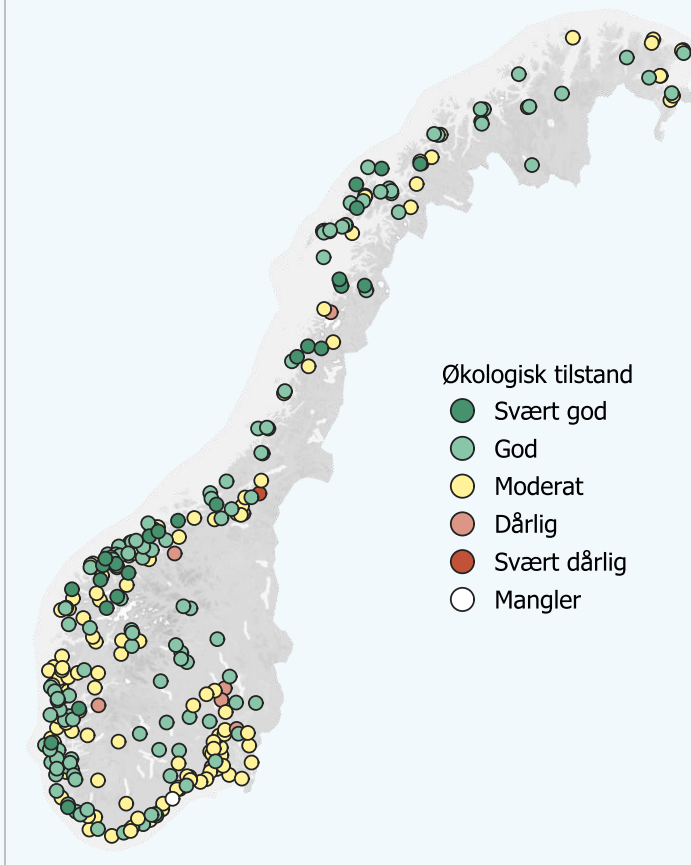 Økologisk tilstand
Svært god
God
Moderat
Dårlig
Svært dårlig
Mangler